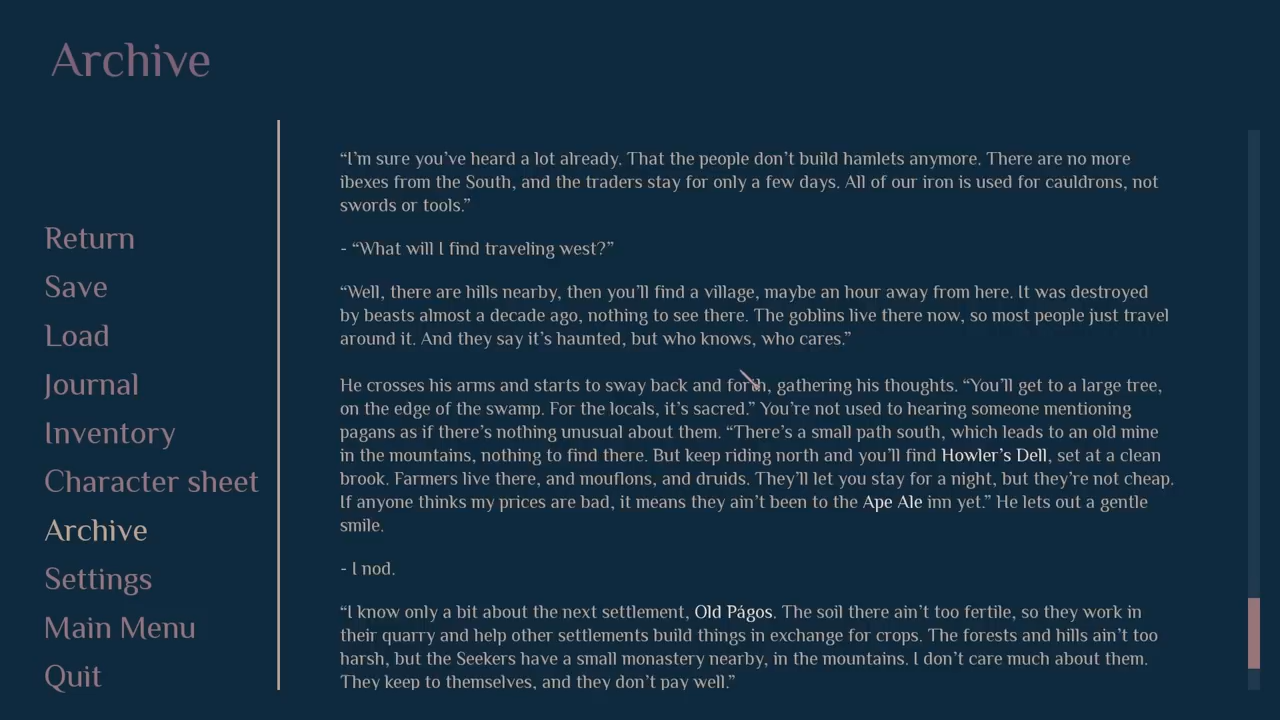 Archive
Return
Save
Load
Journal
Inventory
Character sheet
Archive
Settings
Main Menu
Quit
“I’m sure you’ve heard a lot already. That the people don’t build hamlets anymore. There are no more
ibexes from the South, and the traders stay for only a few days. All of our iron is used for cauldrons, not
swords or tools.”
- “What will I find traveling west?”
“Well, there are hills nearby, then you’ll find a village, maybe an hour away from here. It was destroyed
by beasts almost a decade ago, nothing to see there. The goblins live there now, so most people just travel
around it. And they say it’s haunted, but who knows, who cares.”
He crosses his arms and starts to sway back and forth, gathering his thoughts. “You’ll get to a large tree,
on the edge of the swamp. For the locals, it’s sacred.” You’re not used to hearing someone mentioning
pagans as if there’s nothing unusual about them. “There’s a small path south, which leads to an old mine
in the mountains, nothing to find there. But keep riding north and you’ll find Howler’s Dell, set at a clean
brook. Farmers live there, and mouflons, and druids. They’ll let you stay for a night, but they’re not cheap.
If anyone thinks my prices are bad, it means they ain’t been to the Ape Ale inn yet.” He lets out a gentle
smile.
- I nod.
“I know only a bit about the next settlement, Old Págos. The soil there ain’t too fertile, so they work in
their quarry and help other settlements build things in exchange for crops. The forests and hills ain’t too
harsh, but the Seekers have a small monastery nearby, in the mountains. I don’t care much about them.
They keep to themselves, and they don’t pay well.”